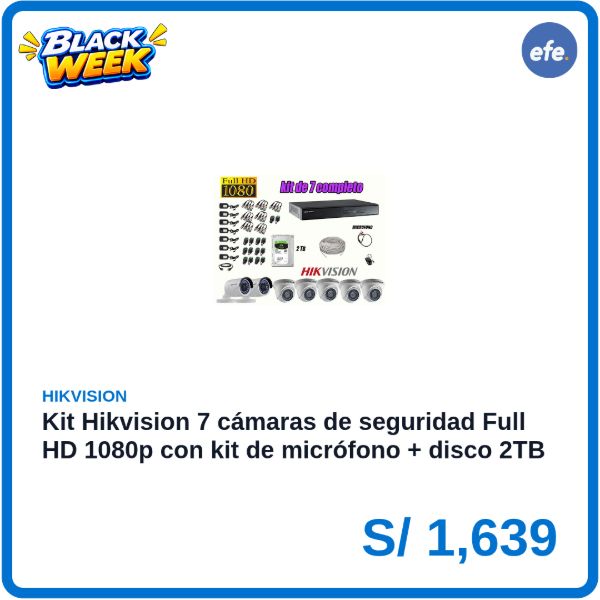 BLACK
WEEK
efe.
Full HD
1080
kit de 7 completo
MICROFONO
2 TB
HIKVISION
HIKVISION
Kit Hikvision 7 cámaras de seguridad Full
HD 1080p con kit de micrófono + disco 2TB
S/ 1,639